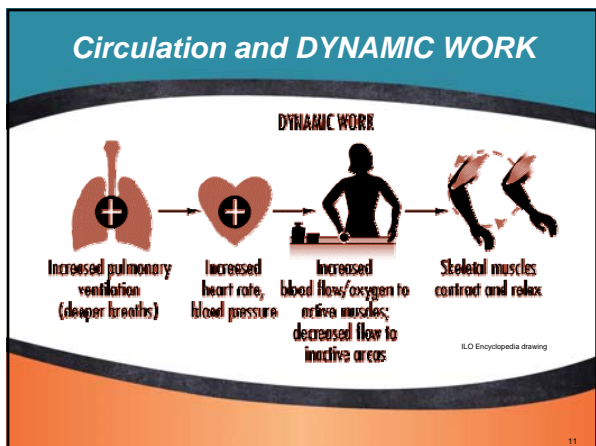 Circulation and DYNAMIC WORK
DYNAMIC WORK
Increased pulmonary
ventilation
(deeper breaths)
Increased
heart rate,
blood pressure
Increased
blood flow/oxygen to
active muscles;
decreased flow to
inactive areas
Skeletal muscles
contract and relax
ILO Encyclopedia drawing
11